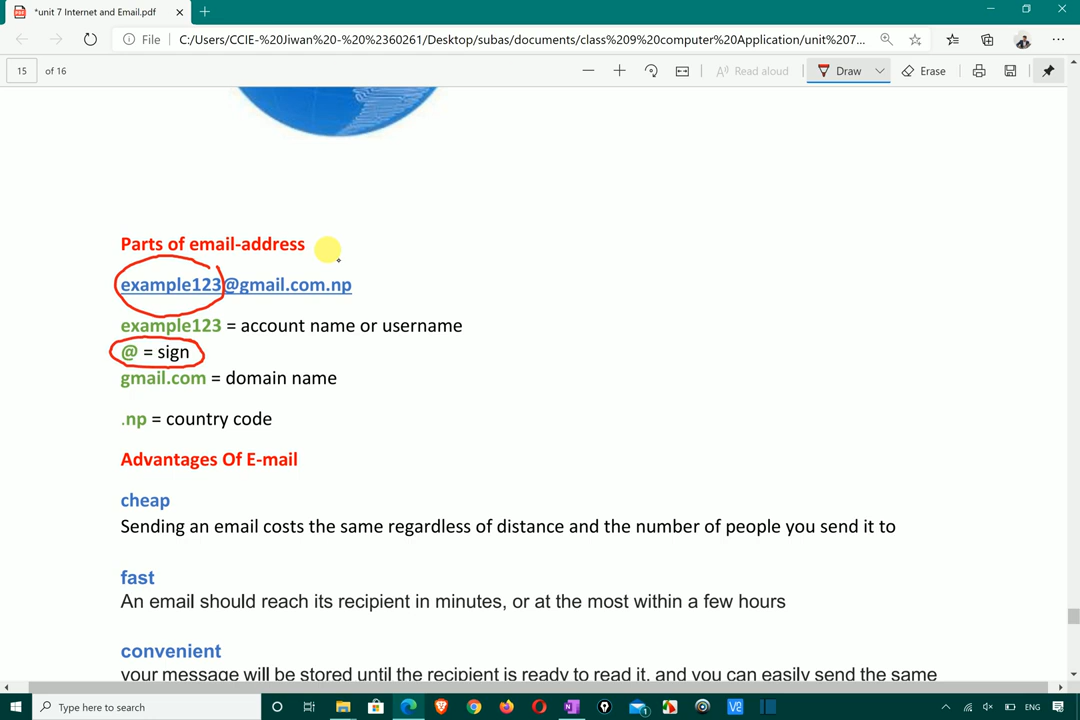 *unit 7 Internet and Email.pdf
File
C:/Users/CCIE-%20Jiwan%20-%20%2360261/Desktop/subas/documents/class%209%20computer%20Application/unit%207...
15 of 16
Read aloud
Draw
Erase
Parts of email-address
example123@gmail.com.np
example123 = account name or username
@ = sign
gmail.com = domain name
.np = country code
Advantages Of E-mail
cheap
Sending an email costs the same regardless of distance and the number of people you send it to
fast
An email should reach its recipient in minutes, or at the most within a few hours
convenient
your message will be stored until the recipient is ready to read it, and you can easily send the same
Type here to search
ENG